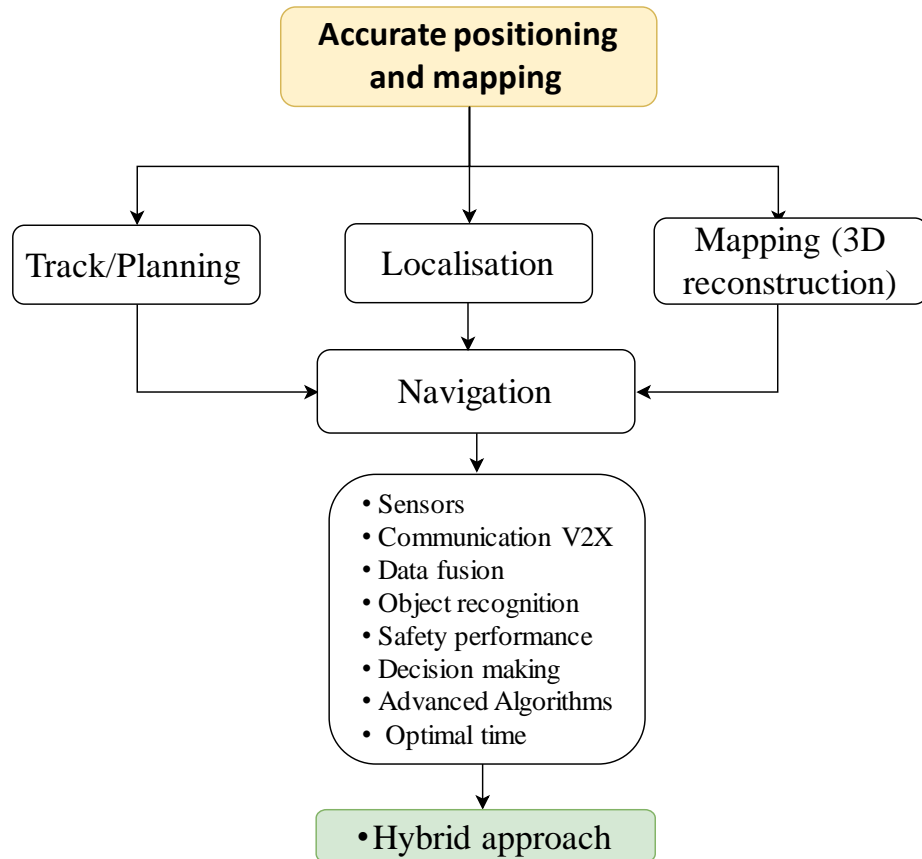 Accurate positioning
and mapping
Track/Planning
Localisation
Mapping (3D
reconstruction)
Navigation
• Sensors
• Communication V2X
• Data fusion
• Object recognition
• Safety performance
• Decision making
• Advanced Algorithms
• Optimal time
• Hybrid approach